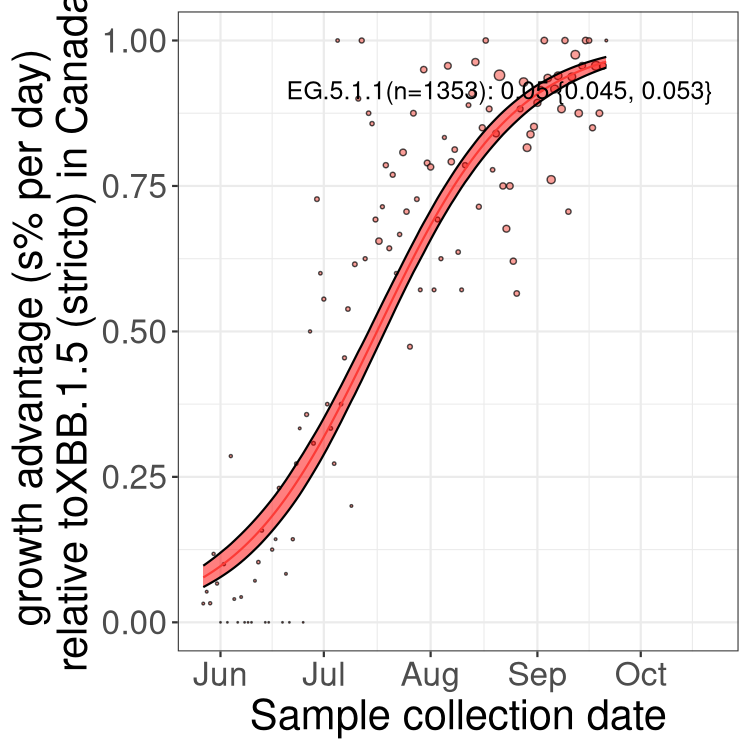 growth advantage (s% per day)
relative toXBB.1.5 (stricto) in Canada
1.00
0.75
0.50
0.25
0.00
EG.5.1.1(n=1353): 0.05 {0.045, 0.053}
Jun Jul Aug Sep Oct
Sample collection date